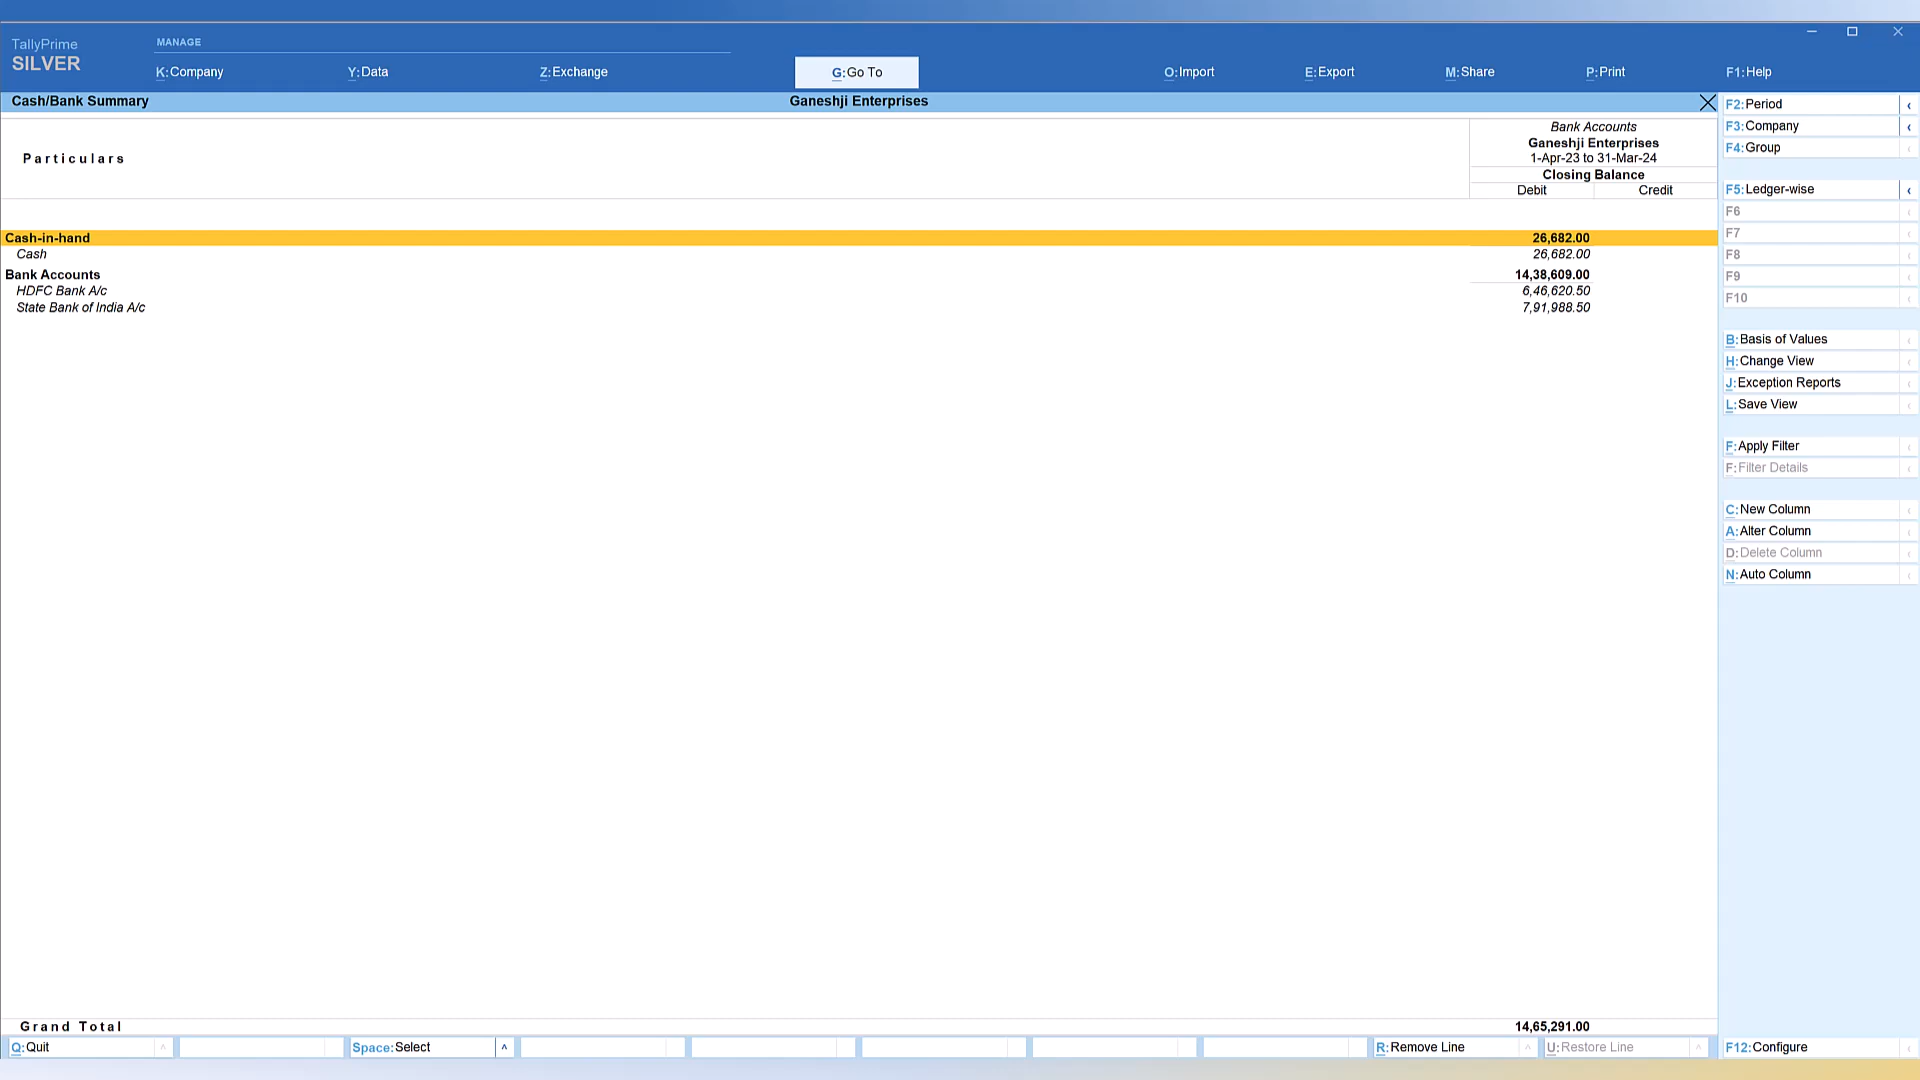 TallyPrime
SILVER
MANAGE
K:Company
Y:Data
Z:Exchange
G:Go To
O:Import
E:Export
M:Share
P:Print
F1:Help
Cash/Bank Summary
Ganeshji Enterprises
Particulars
Bank Accounts
Ganeshji Enterprises
1-Apr-23 to 31-Mar-24
Closing Balance
Debit Credit
Cash-in-hand 26,682.00
Cash 26,682.00
Bank Accounts 14,38,609.00
HDFC Bank A/c 6,46,620.50
State Bank of India A/c 7,91,988.50
Grand Total 14,65,291.00
F2:Period
F3:Company
F4:Group
F5:Ledger-wise
F6
F7
F8
F9
F10
B:Basis of Values
H:Change View
J:Exception Reports
L:Save View
F:Apply Filter
F:Filter Details
C:New Column
A:Alter Column
D:Delete Column
N:Auto Column
Q:Quit
Space:Select
R:Remove Line
U:Restore Line
F12:Configure